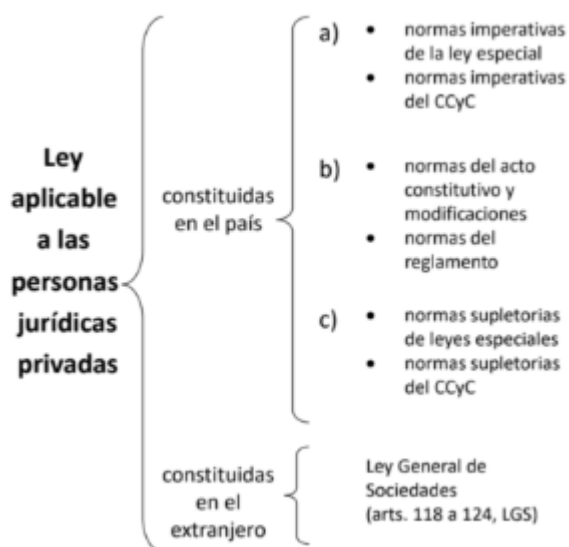 Ley
aplicable
a las
personas
jurídicas
privadas
constituidas
en el país
a)
• normas imperativas
de la ley especial
• normas imperativas
del CCyC
b)
• normas del acto
constitutivo y
modificaciones
• normas del
reglamento
c)
• normas supletorias
de leyes especiales
• normas supletorias
del CCyC
constituidas
en el
extranjero
Ley General de
Sociedades
(arts. 118 a 124, LGS)